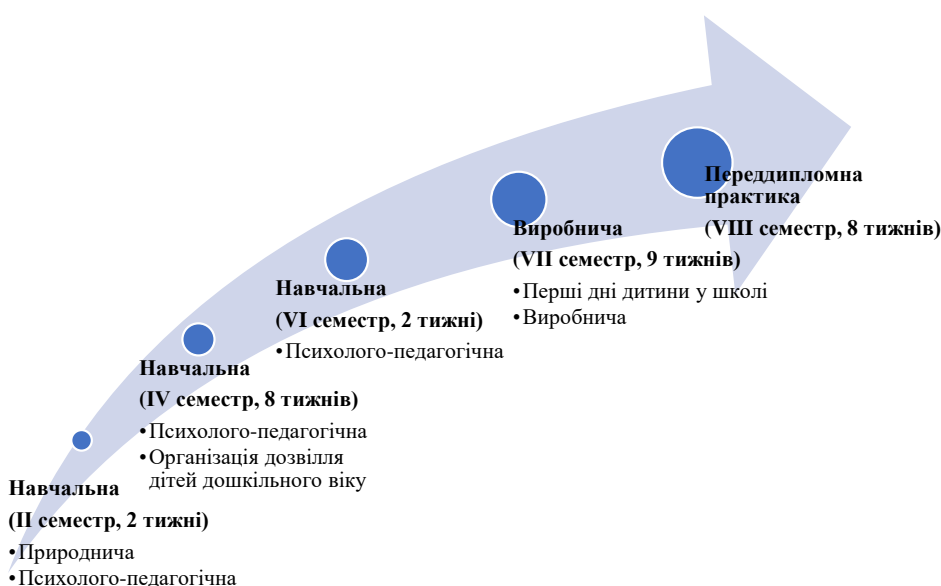 Навчальна
(ІІ семестр, 2 тижні)
•Природнича
•Психолого-педагогічна
Навчальна
(IV семестр, 8 тижнів)
•Психолого-педагогічна
•Організація дозвілля
дітей дошкільного віку
Навчальна
(VI семестр, 2 тижні)
•Психолого-педагогічна
Виробнича
(VII семестр, 9 тижнів)
•Перші дні дитини у школі
•Виробнича
Переддипломна
практика
(VIII семестр, 8 тижнів)